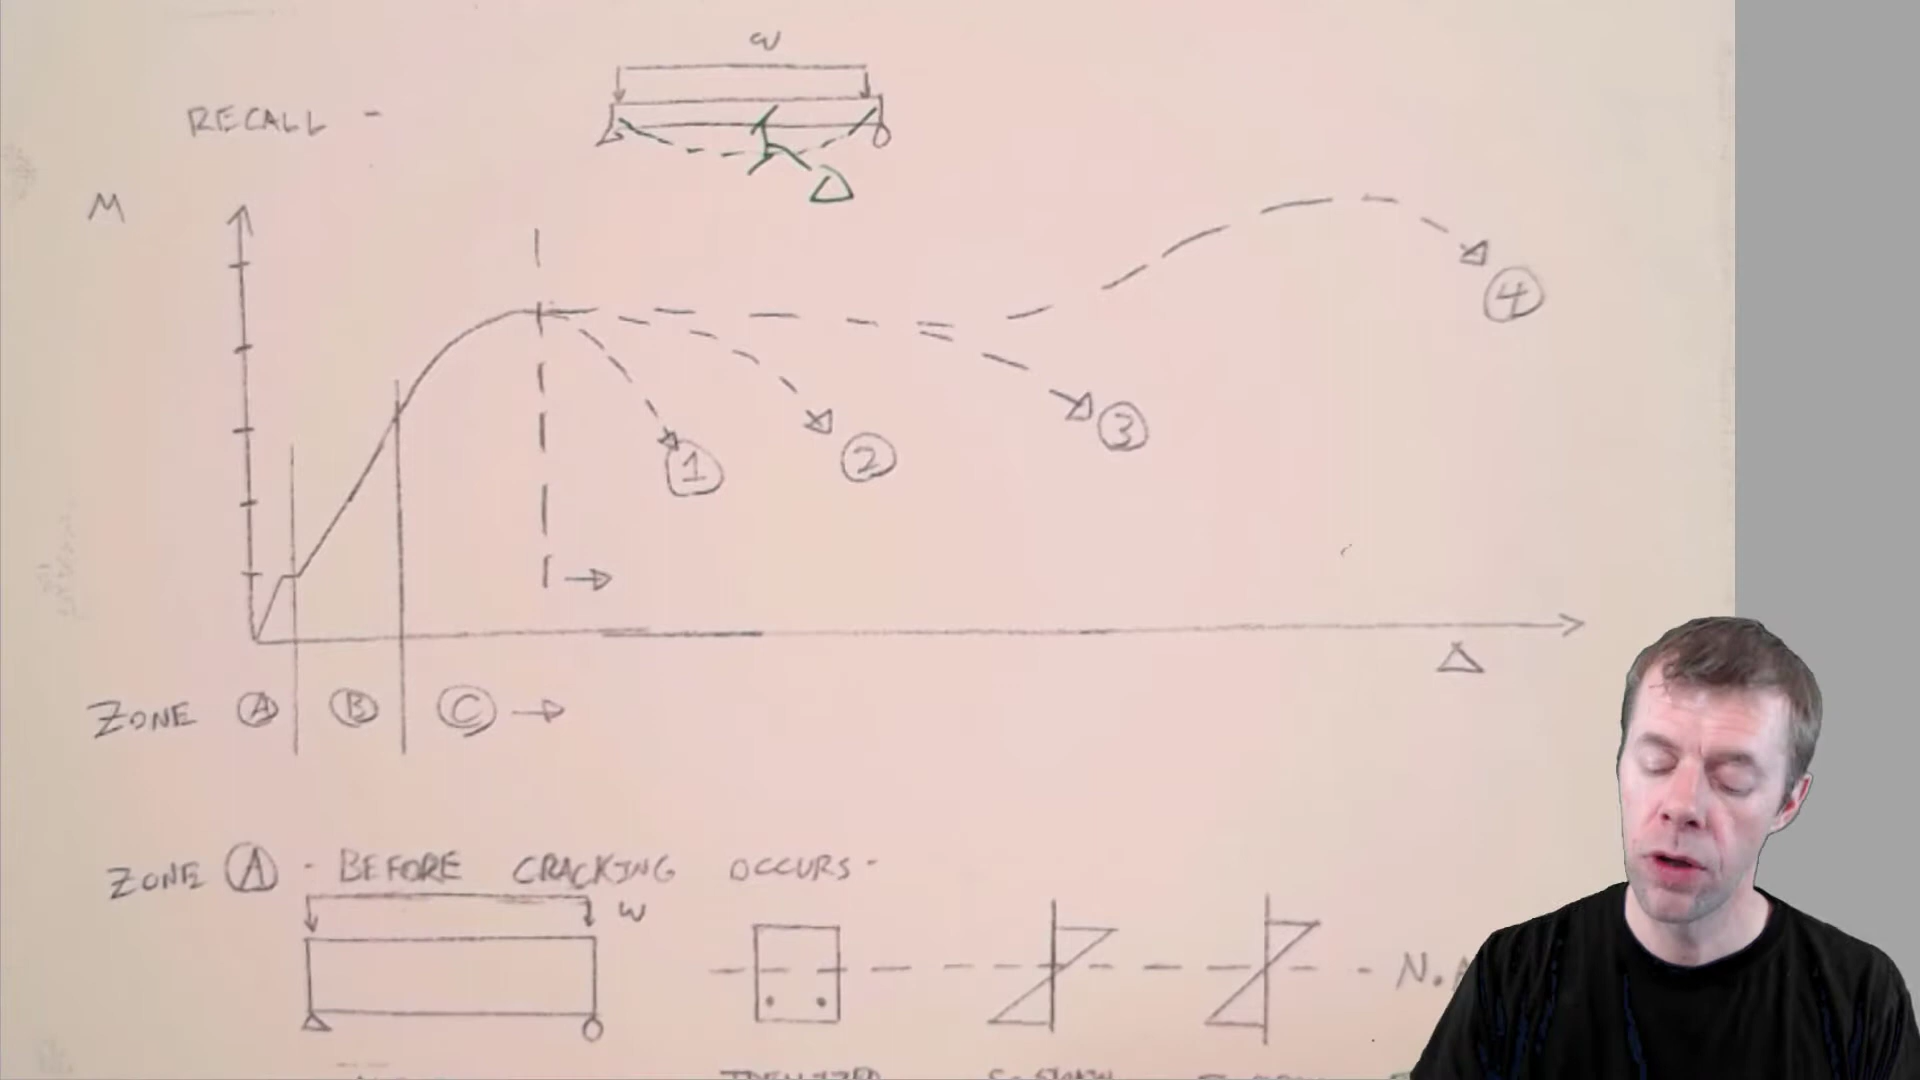 w
RECALL -
Δ
M
4
3
2
1
Δ
ZONE A B C
ZONE A - BEFORE CRACKING OCCURS -
w
N.A